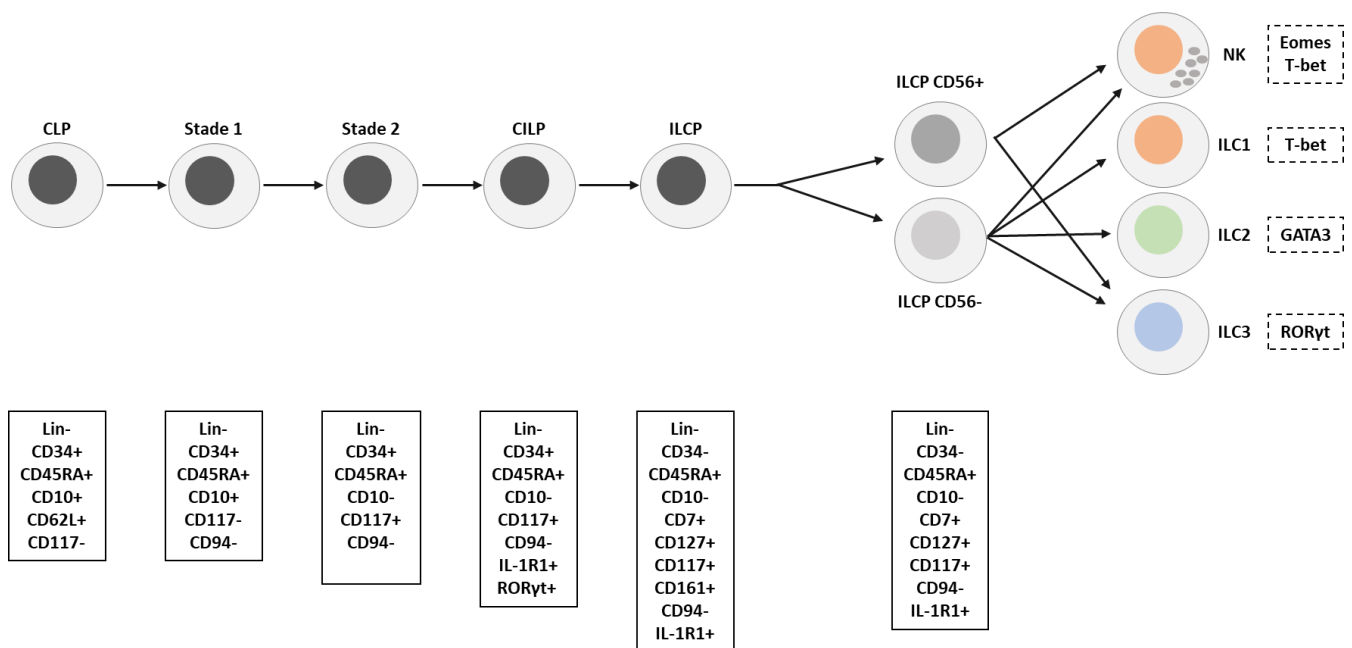 CLP
Stade 1
Stade 2
CILP
ILCP
ILCP CD56+
ILCP CD56-
NK
Eomes
T-bet
ILC1
T-bet
ILC2
GATA3
ILC3
RORγt
Lin-
CD34+
CD45RA+
CD10+
CD62L+
CD117-
Lin-
CD34+
CD45RA+
CD10+
CD117-
CD94-
Lin-
CD34+
CD45RA+
CD10-
CD117+
CD94-
Lin-
CD34+
CD45RA+
CD10-
CD117+
CD94-
IL-1R1+
RORγt+
Lin-
CD34-
CD45RA+
CD10-
CD7+
CD127+
CD117+
CD161+
CD94-
IL-1R1+
Lin-
CD34-
CD45RA+
CD10-
CD7+
CD127+
CD117+
CD94-
IL-1R1+